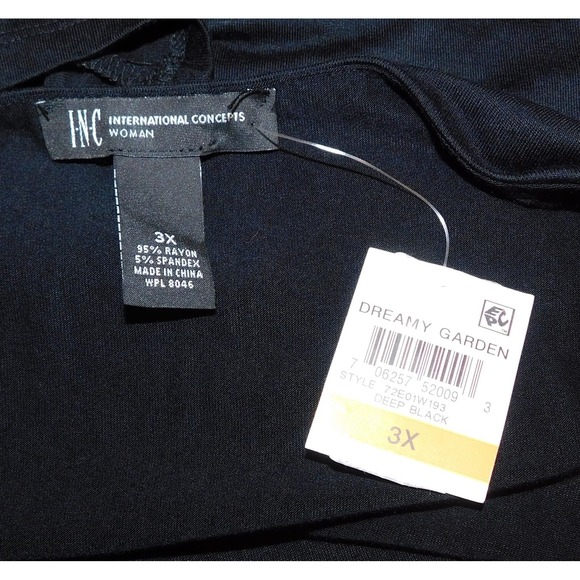 I·N·C INTERNATIONAL CONCEPTS
WOMAN
3X
95% RAYON
5% SPANDEX
MADE IN CHINA
WPL 8046
DREAMY GARDEN
7 06257 52009 3
STYLE 72E01W193
DEEP BLACK
3X